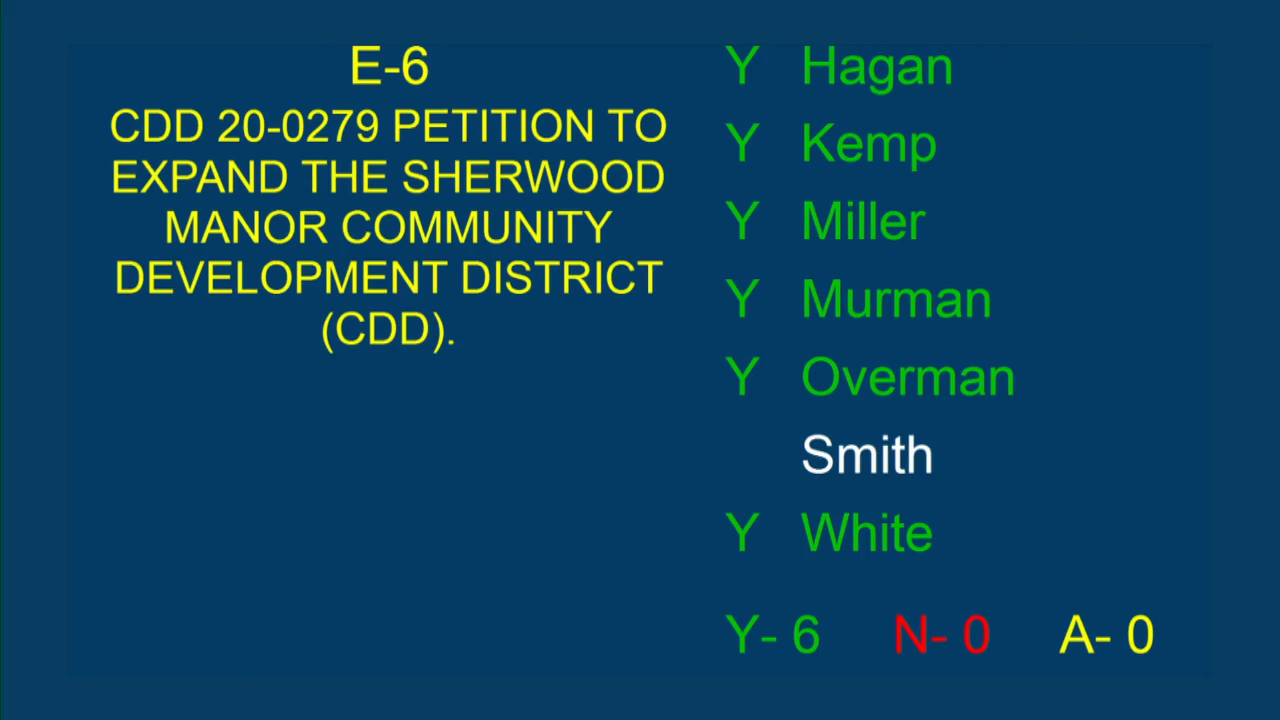 E-6
CDD 20-0279 PETITION TO
EXPAND THE SHERWOOD
MANOR COMMUNITY
DEVELOPMENT DISTRICT
(CDD).
Y Hagan
Y Kemp
Y Miller
Y Murman
Y Overman
Smith
Y White
Y- 6 N- 0 A- 0